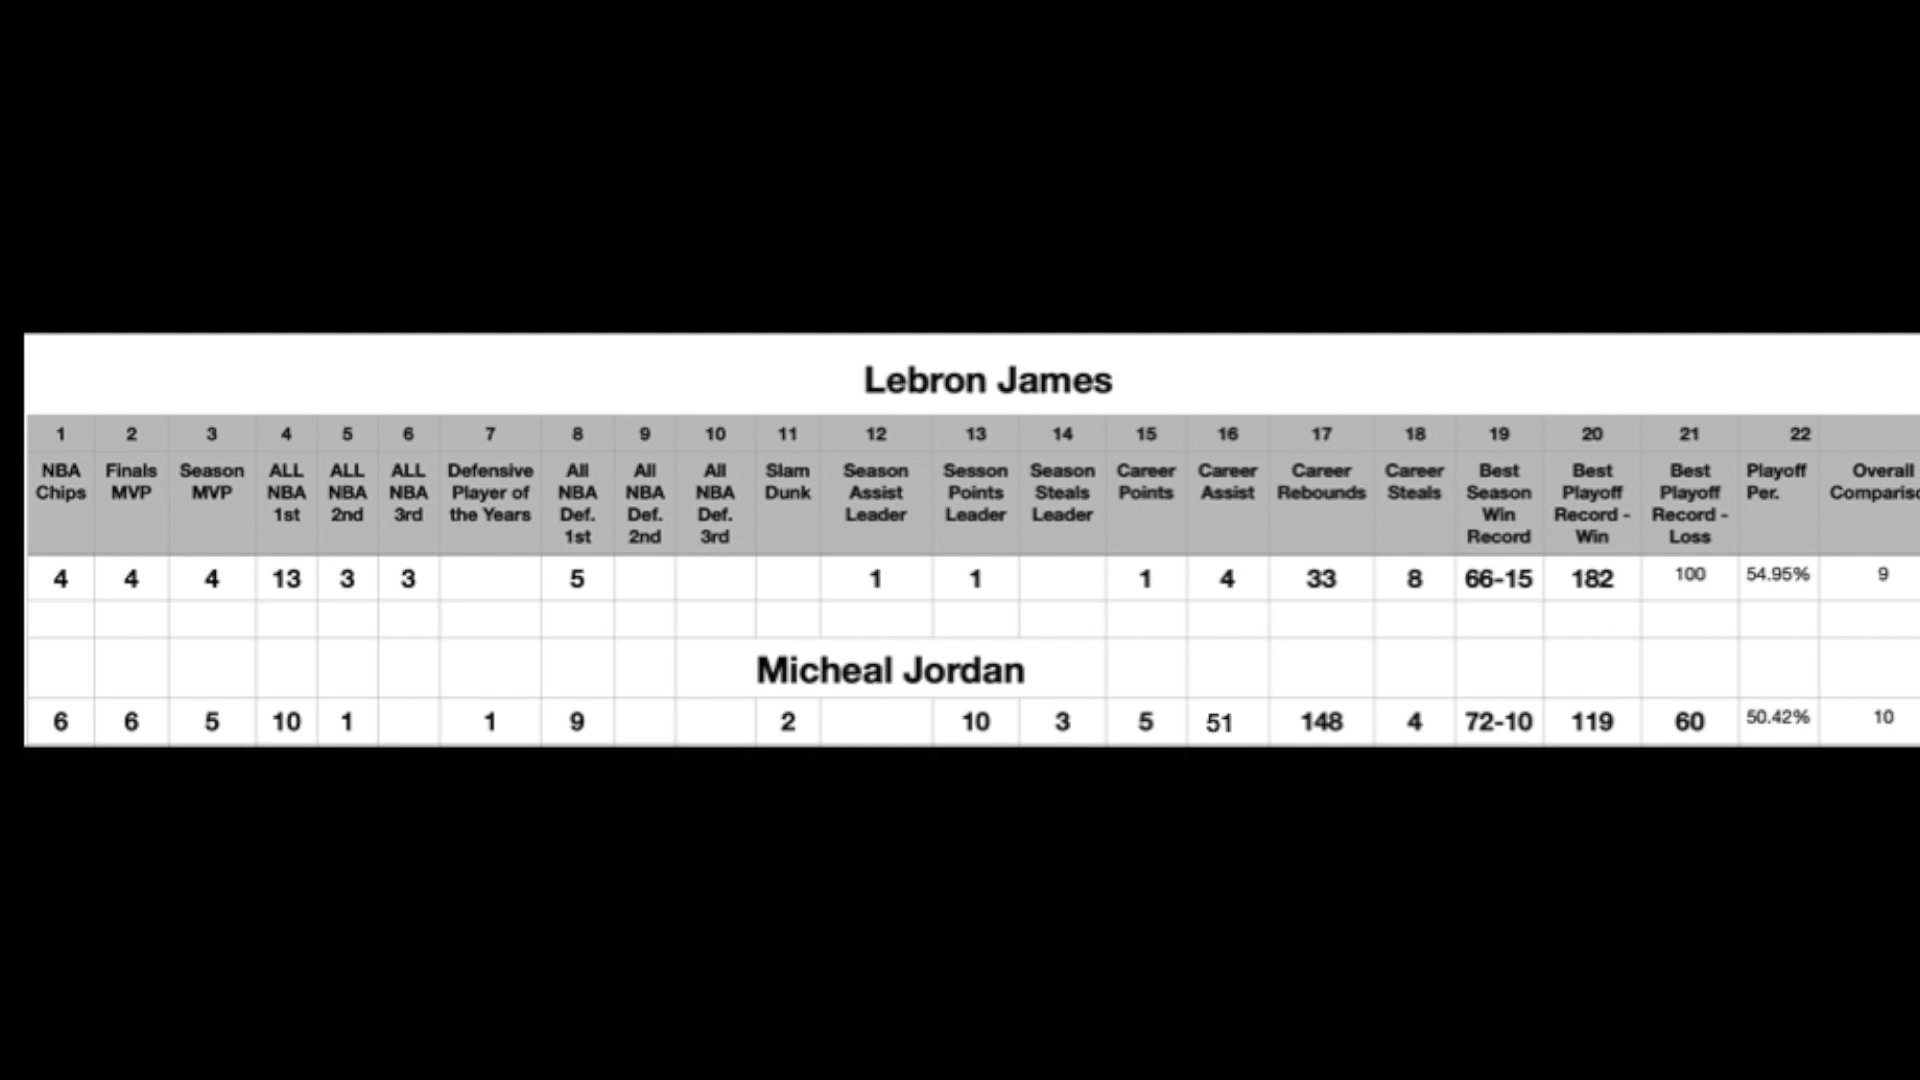 Lebron James
1 2 3 4 5 6 7 8 9 10 11 12 13 14 15 16 17 18 19 20 21 22
NBA Finals Season ALL ALL ALL Defensive All All All Slam Season Sesson Season Career Career Career Career Best Best Best Playoff Overall
Chips MVP MVP NBA NBA NBA Player of NBA NBA NBA Dunk Assist Points Steals Points Assist Rebounds Steals Season Playoff Playoff Per.
1st 2nd 3rd the Years Def. Def. Def. Leader Leader Leader Win Record - Record -
1st 2nd 3rd Record Win Loss
4 4 4 13 3 3 5 1 1 1 4 33 8 66-15 182 100 54.95% 9
Micheal Jordan
6 6 5 10 1 1 9 2 10 3 5 51 148 4 72-10 119 60 50.42% 10